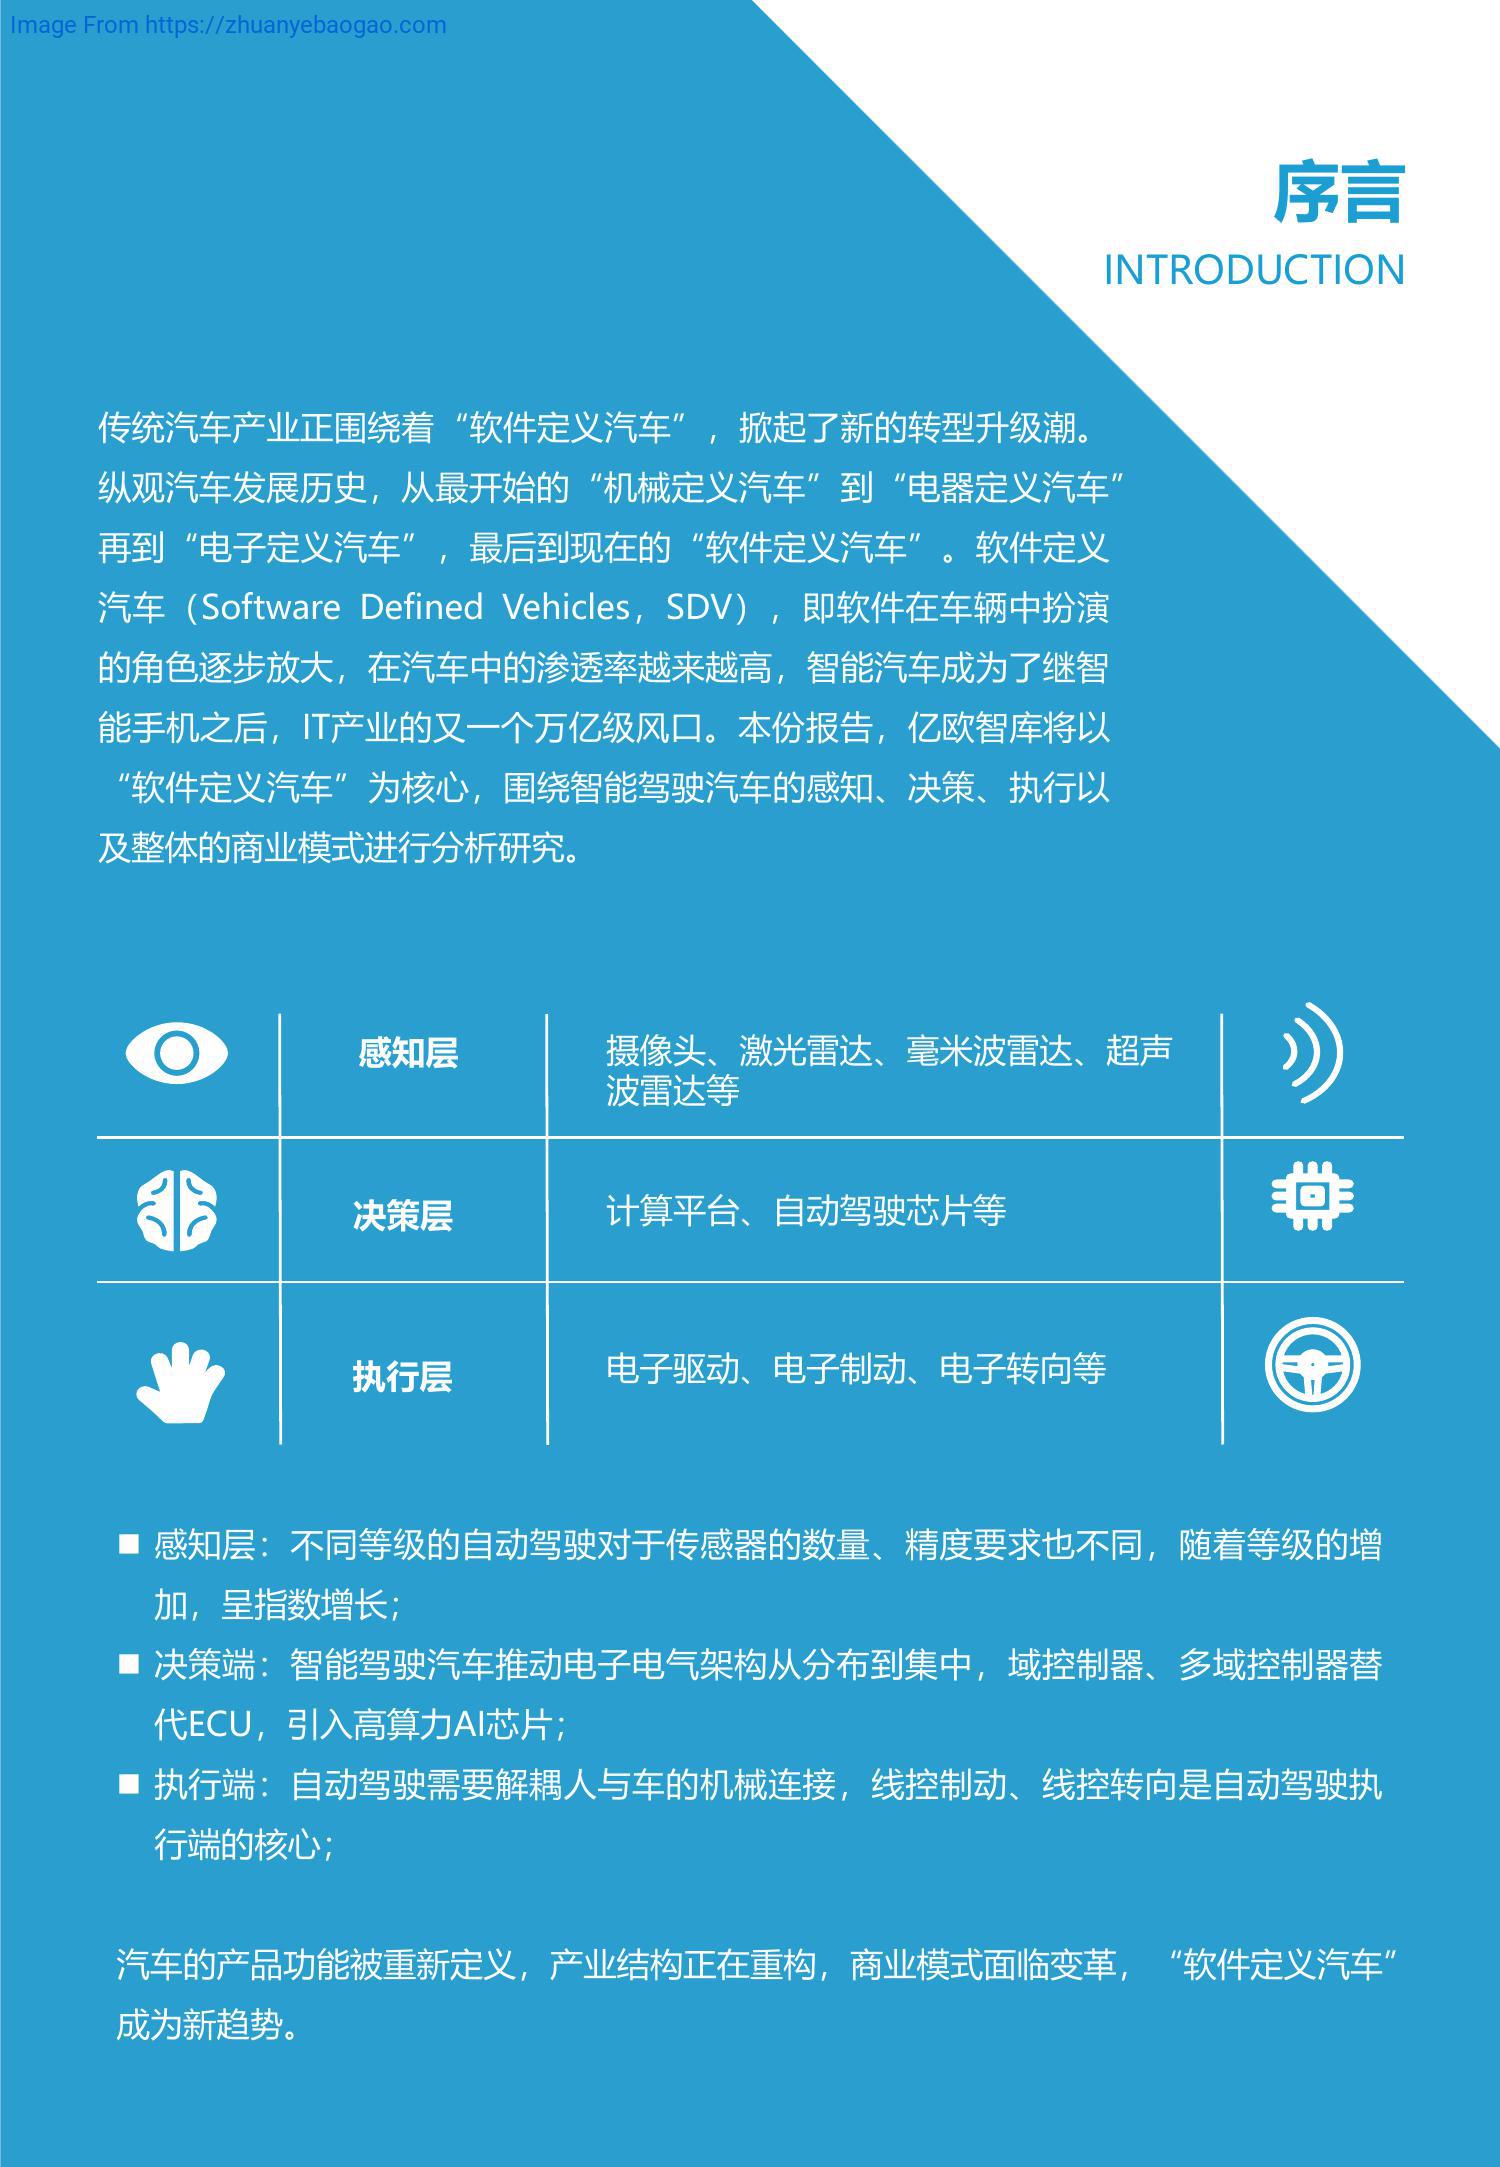 Image From https://zhuanyebaogao.com
序言
INTRODUCTION
传统汽车产业正围绕着“软件定义汽车”，掀起了新的转型升级潮。
纵观汽车发展历史，从最开始的“机械定义汽车”到“电器定义汽车”
再到“电子定义汽车”，最后到现在的“软件定义汽车”。软件定义
汽车（Software Defined Vehicles，SDV），即软件在车辆中扮演
的角色逐步放大，在汽车中的渗透率越来越高，智能汽车成为了继智
能手机之后，IT产业的又一个万亿级风口。本份报告，亿欧智库将以
“软件定义汽车”为核心，围绕智能驾驶汽车的感知、决策、执行以
及整体的商业模式进行分析研究。
感知层
摄像头、激光雷达、毫米波雷达、超声
波雷达等
决策层
计算平台、自动驾驶芯片等
执行层
电子驱动、电子制动、电子转向等
■ 感知层：不同等级的自动驾驶对于传感器的数量、精度要求也不同，随着等级的增
加，呈指数增长；
■ 决策端：智能驾驶汽车推动电子电气架构从分布到集中，域控制器、多域控制器替
代ECU，引入高算力AI芯片；
■ 执行端：自动驾驶需要解耦人与车的机械连接，线控制动、线控转向是自动驾驶执
行端的核心；
汽车的产品功能被重新定义，产业结构正在重构，商业模式面临变革，“软件定义汽车”
成为新趋势。